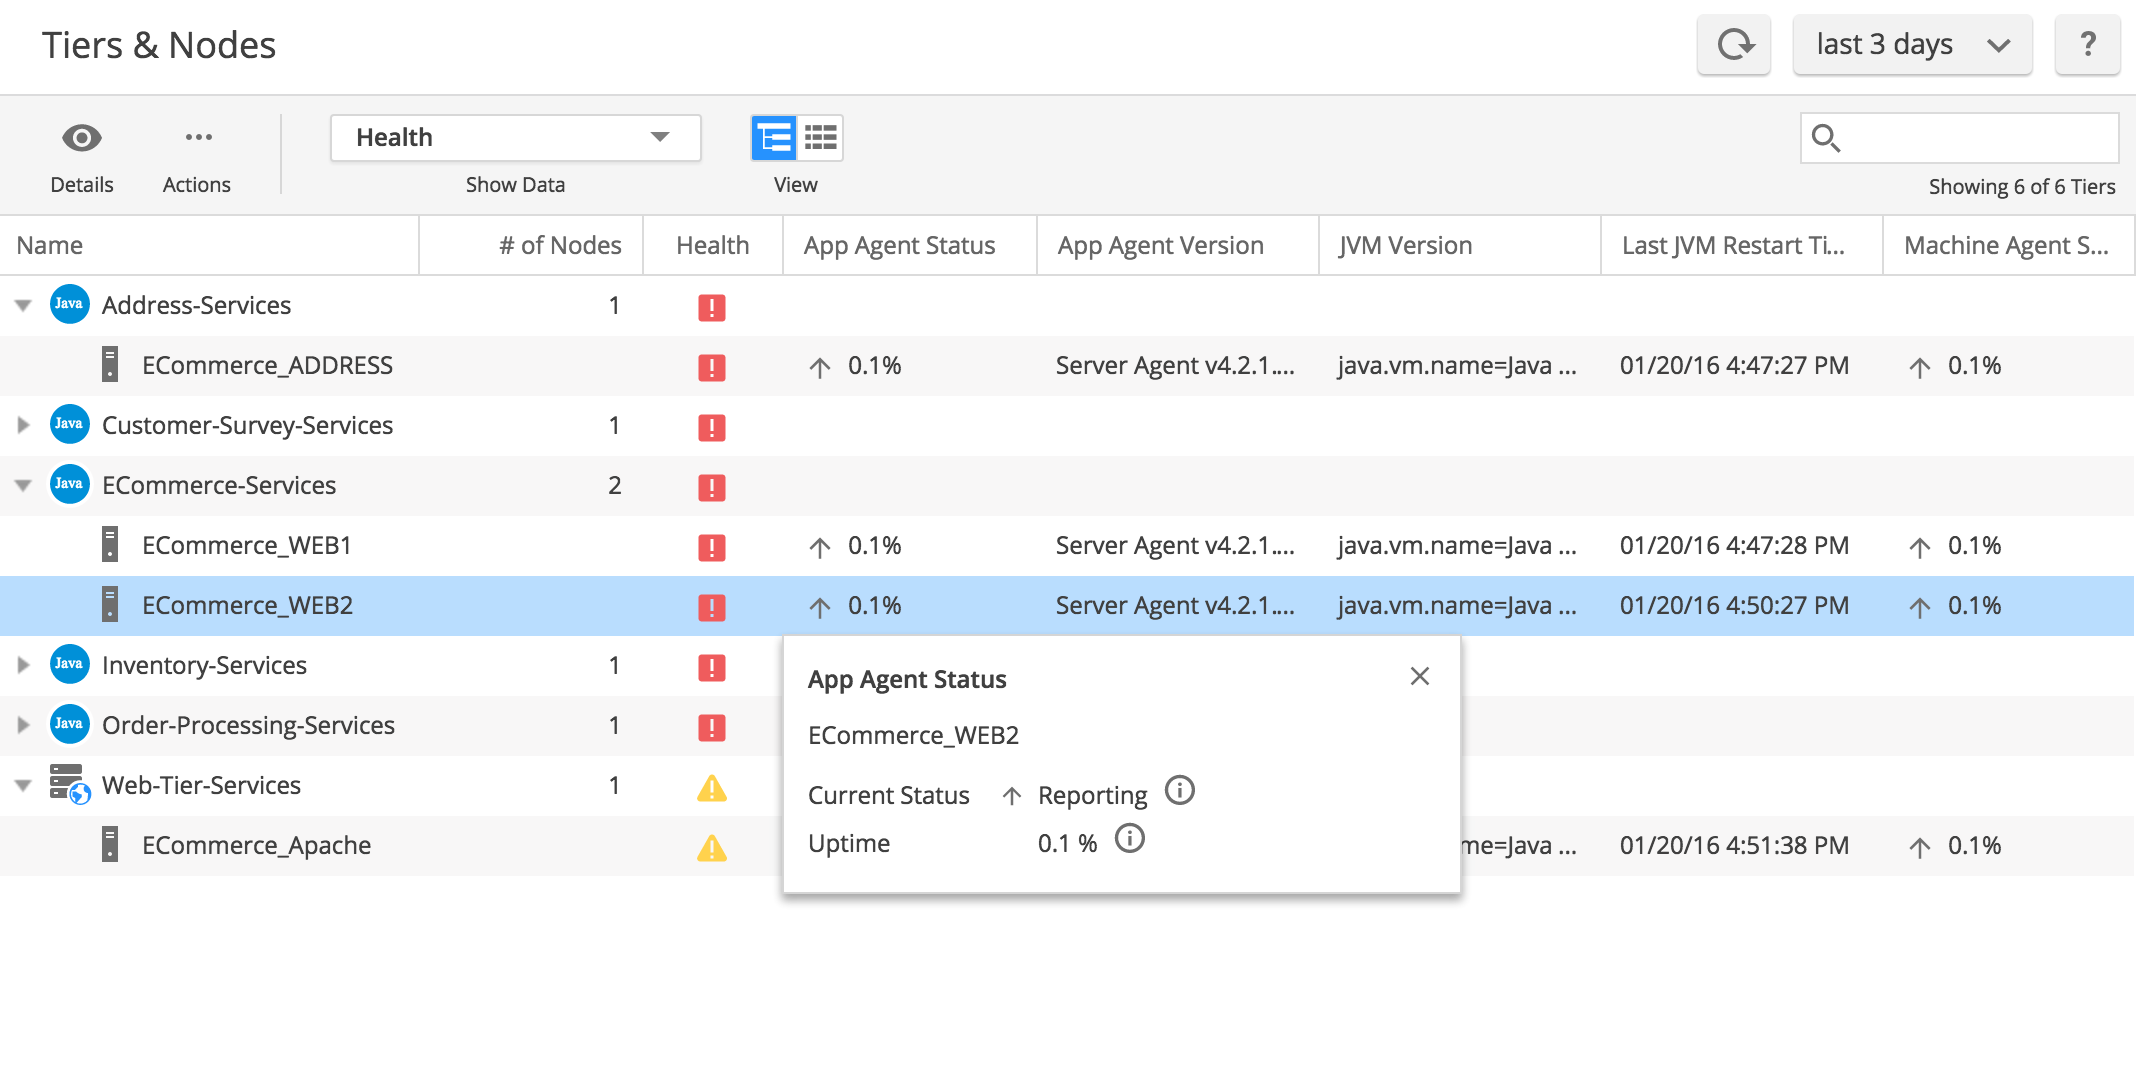 Tiers & Nodes
last 3 days
?
Details
Actions
Health
Show Data
View
Showing 6 of 6 Tiers
Name # of Nodes Health App Agent Status App Agent Version JVM Version Last JVM Restart Ti... Machine Agent S...
Java Address-Services 1
ECommerce_ADDRESS 0.1% Server Agent v4.2.1.... java.vm.name=Java ... 01/20/16 4:47:27 PM 0.1%
Java Customer-Survey-Services 1
Java ECommerce-Services 2
ECommerce_WEB1 0.1% Server Agent v4.2.1.... java.vm.name=Java ... 01/20/16 4:47:28 PM 0.1%
ECommerce_WEB2 0.1% Server Agent v4.2.1.... java.vm.name=Java ... 01/20/16 4:50:27 PM 0.1%
Java Inventory-Services 1
Java Order-Processing-Services 1
Web-Tier-Services 1
ECommerce_Apache me=Java ... 01/20/16 4:51:38 PM 0.1%
App Agent Status
ECommerce_WEB2
Current Status Reporting
Uptime 0.1 %